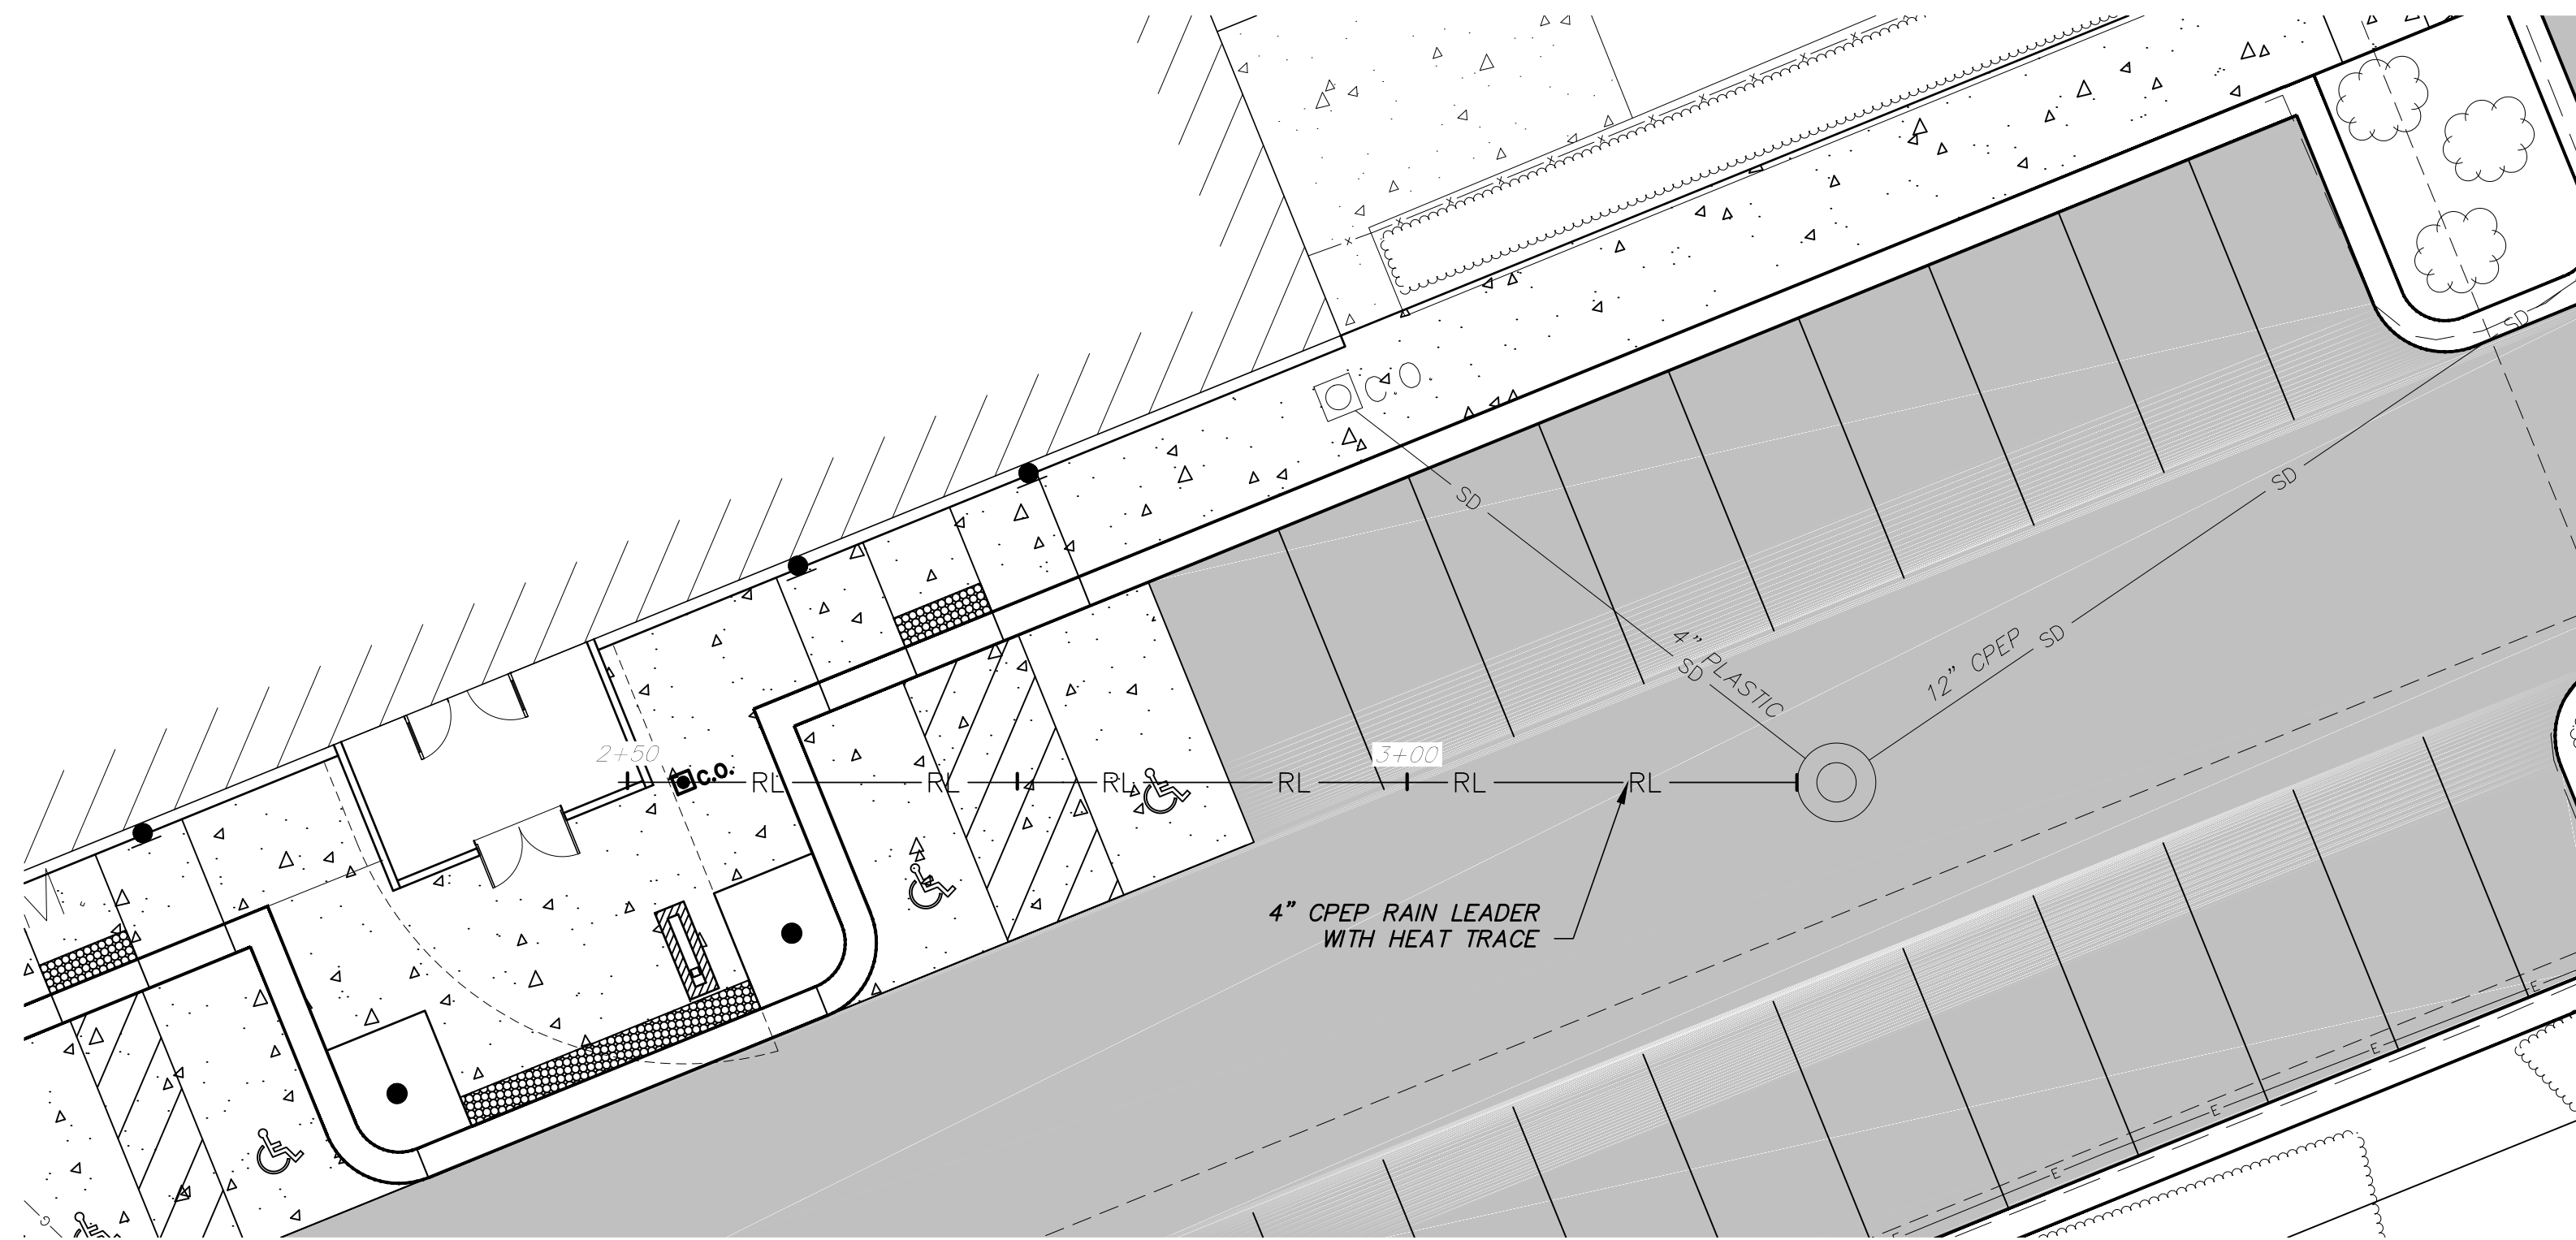 SD
C.O.
SD
SD
4" PLASTIC
SD
12" CPEP
SD
2+50
C.O.
RL
RL
RL
RL
3+00
RL
RL
4" CPEP RAIN LEADER
WITH HEAT TRACE
E
E
E
E
E